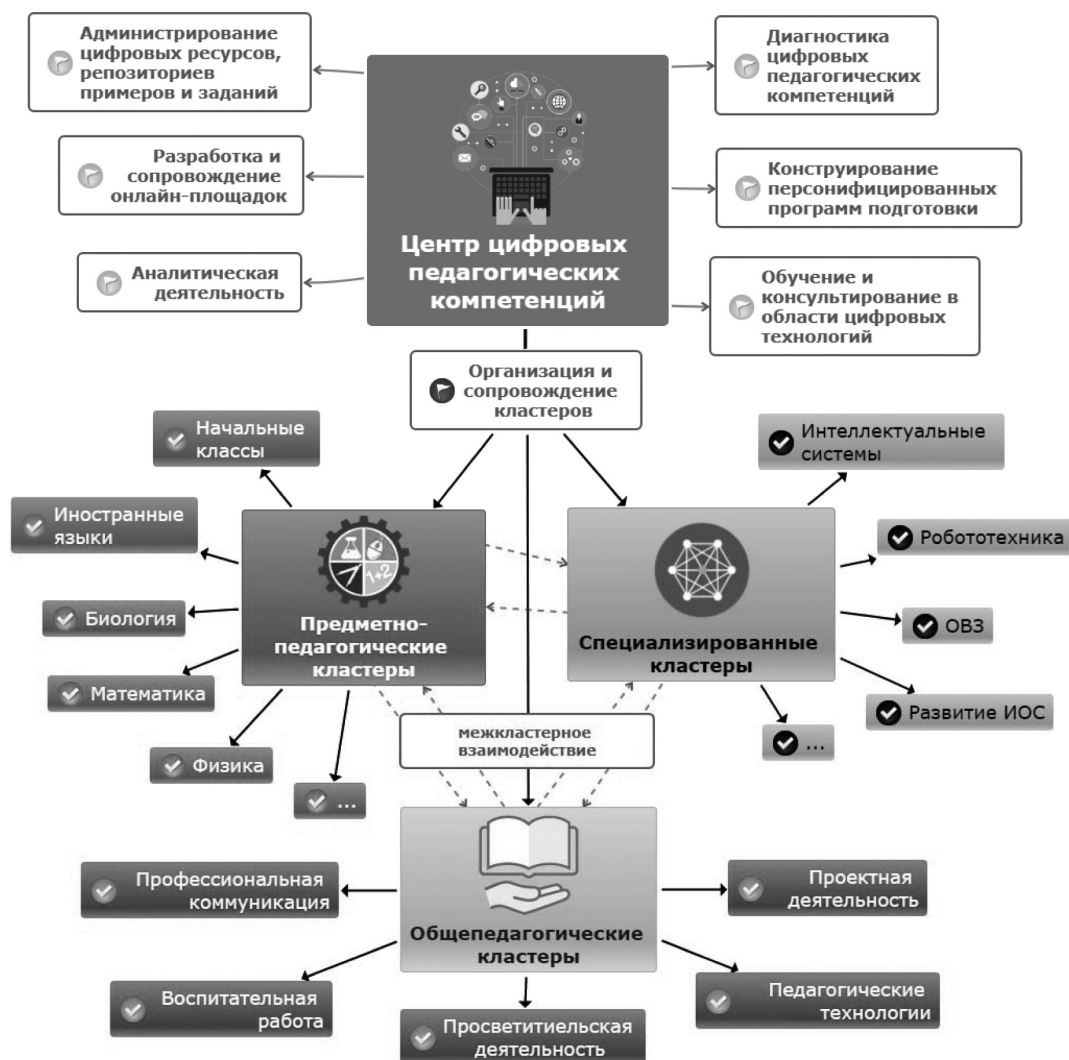 Администрирование
цифровых ресурсов,
репозиториев
примеров и заданий
Диагностика
цифровых
педагогических
компетенций
Разработка и
сопровождение
онлайн-площадок
Конструирование
персонифицированных
программ подготовки
Аналитическая
деятельность
Центр цифровых
педагогических
компетенций
Обучение и
консультирование в
области цифровых
технологий
Организация и
сопровождение
кластеров
Начальные
классы
Интеллектуальные
системы
Иностранные
языки
Робототехника
1+2
Биология
Предметно-
педагогические
кластеры
Специализированные
кластеры
ОВЗ
Математика
Развитие ИОС
Физика
...
межкластерное
взаимодействие
...
Профессиональная
коммуникация
Проектная
деятельность
Общепедагогические
кластеры
Воспитательная
работа
Педагогические
технологии
Просветитиельская
деятельность